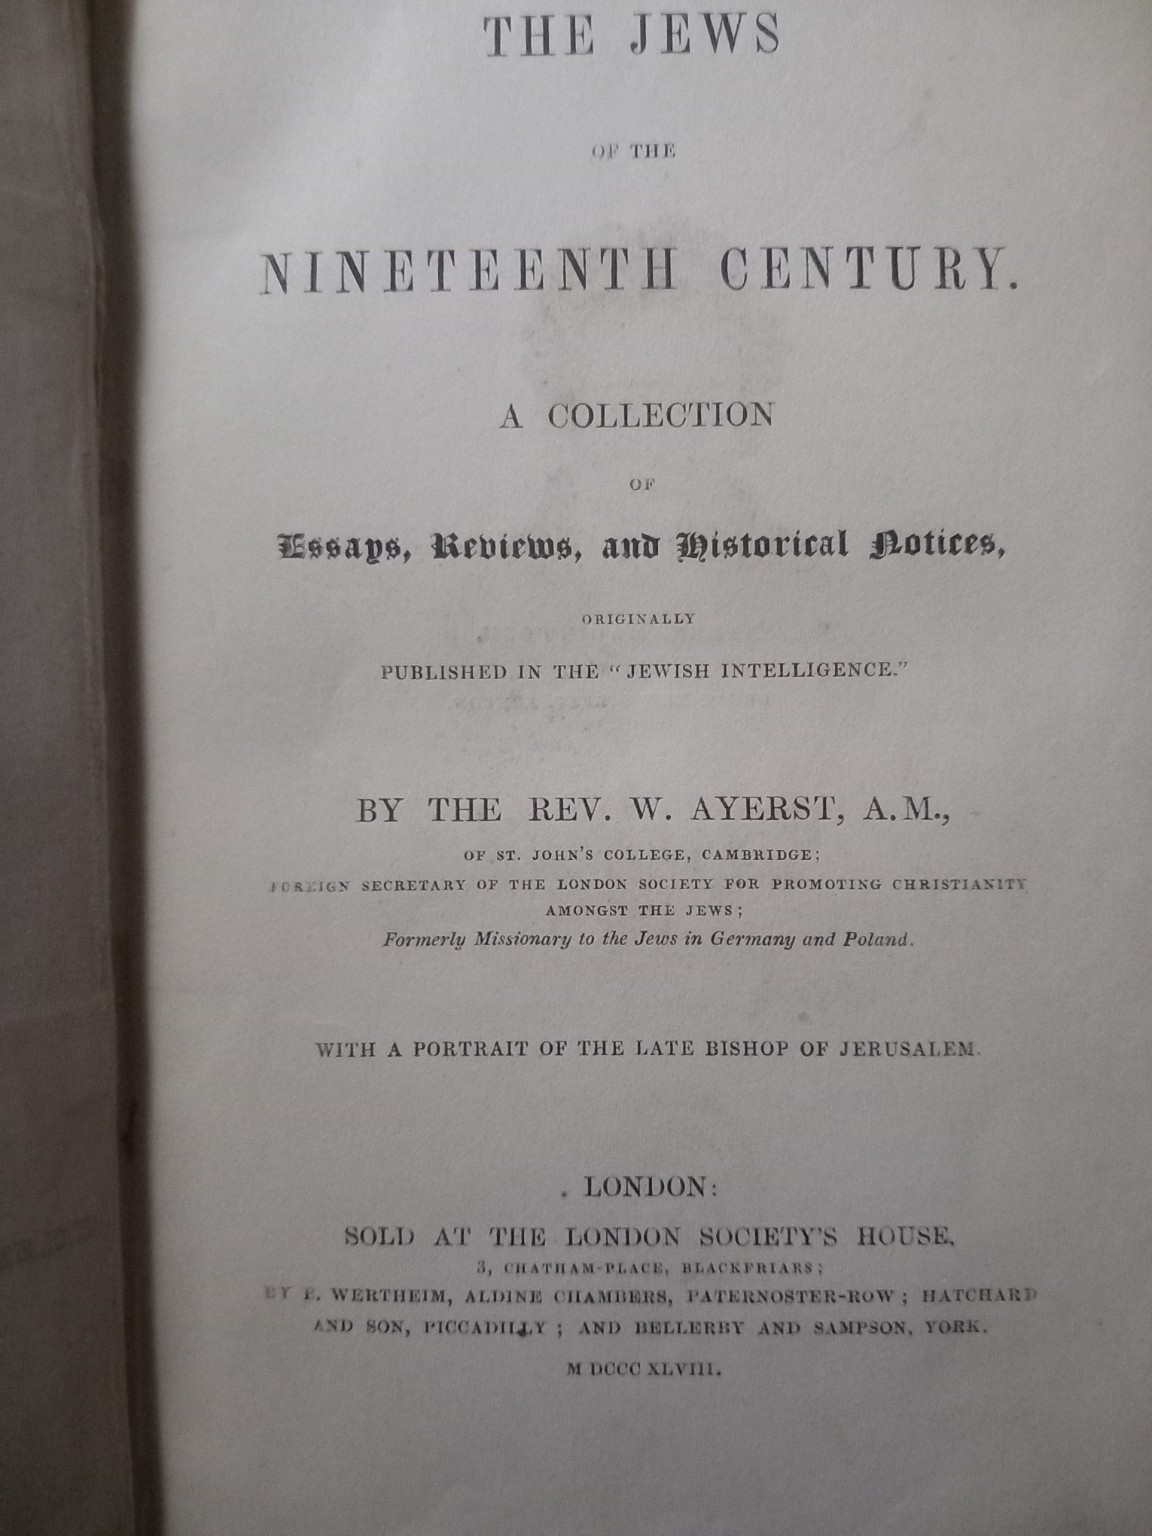 THE JEWS
OF THE
NINETEENTH CENTURY.
A COLLECTION
OF
Essays, Reviews, and Historical Notices,
ORIGINALLY
PUBLISHED IN THE "JEWISH INTELLIGENCE."
BY THE REV. W. AYERST, A.M.,
OF ST. JOHN'S COLLEGE, CAMBRIDGE;
FOREIGN SECRETARY OF THE LONDON SOCIETY FOR PROMOTING CHRISTIANITY
AMONGST THE JEWS;
Formerly Missionary to the Jews in Germany and Poland.
WITH A PORTRAIT OF THE LATE BISHOP OF JERUSALEM.
LONDON:
SOLD AT THE LONDON SOCIETY'S HOUSE,
3, CHATHAM-PLACE, BLACKFRIARS;
BY WERTHEIM, ALDINE CHAMBERS, PATERNOSTER-ROW; HATCHARD
AND SON, PICCADILLY; AND BELLERBY AND SAMPSON, YORK.
M DCCC XLVIII.